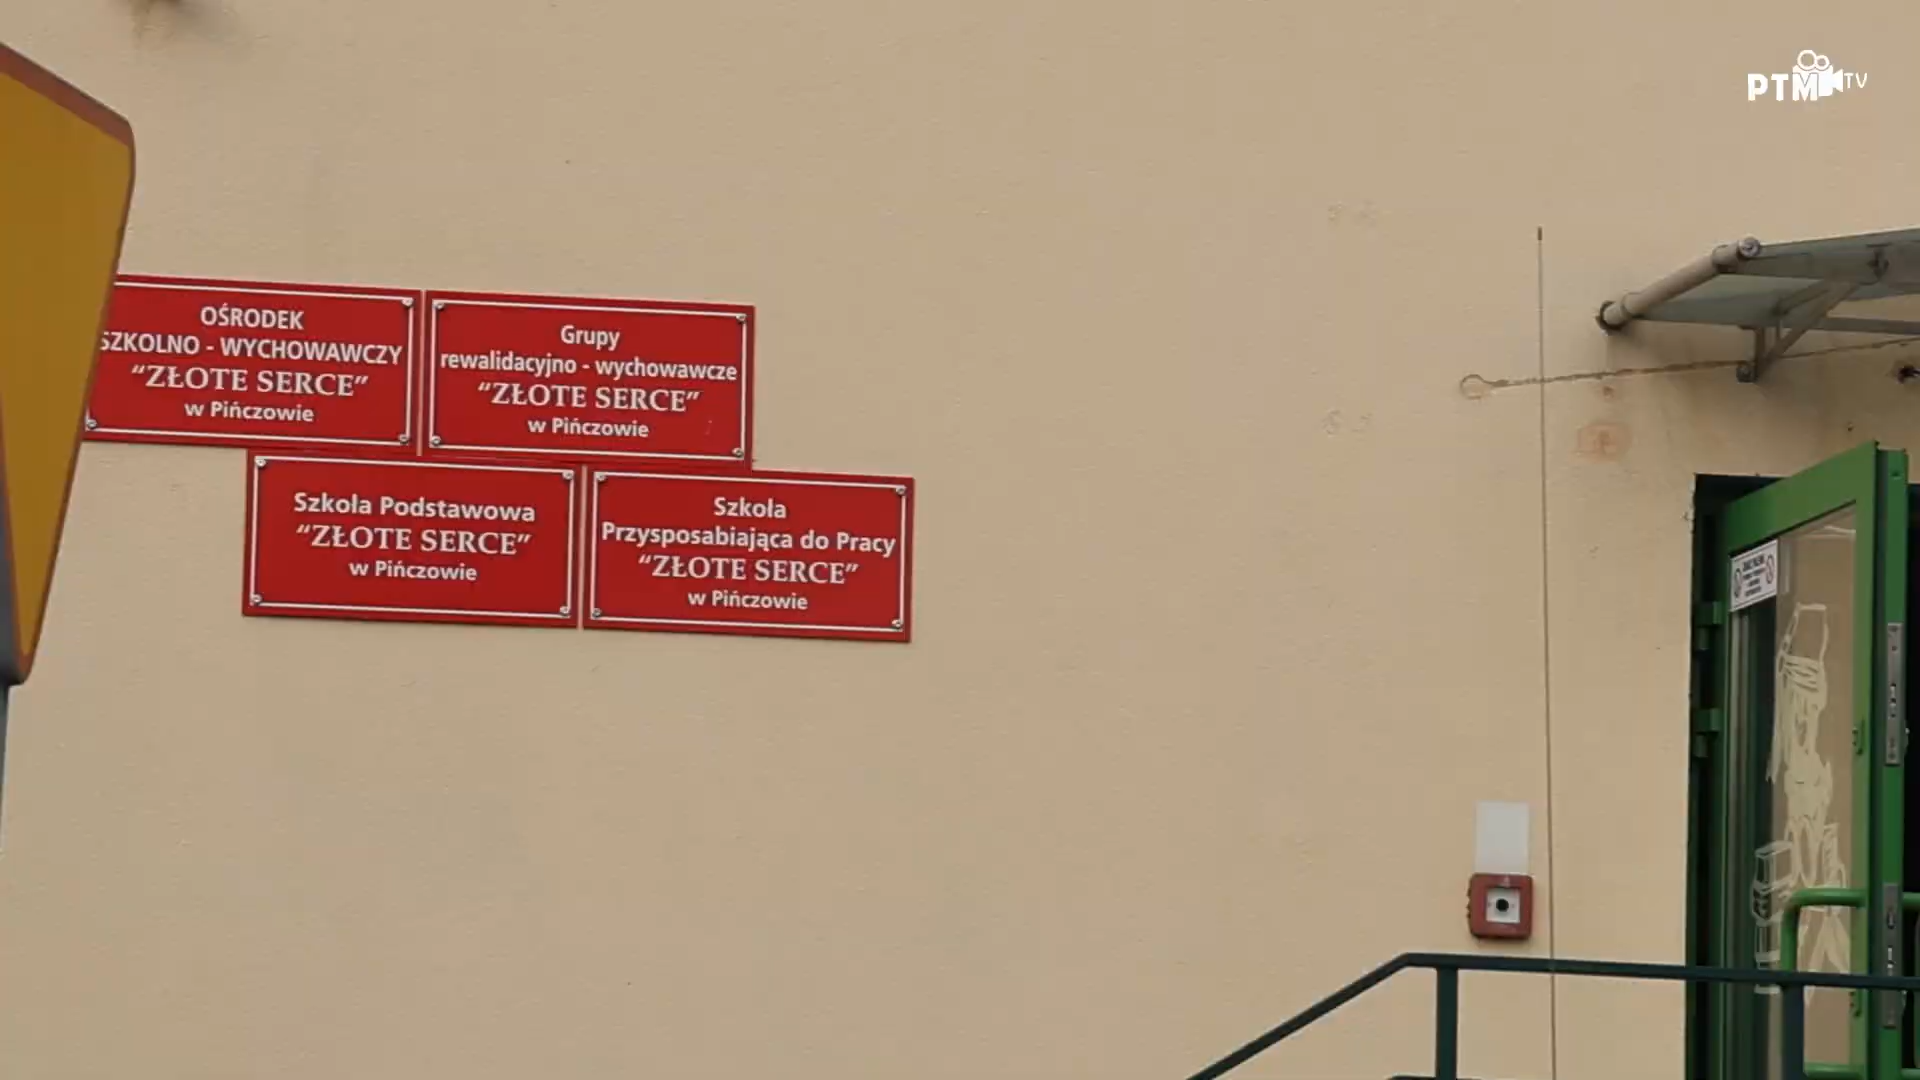 PTM TV
OŚRODEK
SZKOLNO - WYCHOWAWCZY
“ZŁOTE SERCE”
w Pińczowie
Grupy
rewalidacyjno - wychowawcze
“ZŁOTE SERCE”
w Pińczowie
Szkoła Podstawowa
“ZŁOTE SERCE”
w Pińczowie
Szkoła
Przysposabiająca do Pracy
“ZŁOTE SERCE”
w Pińczowie